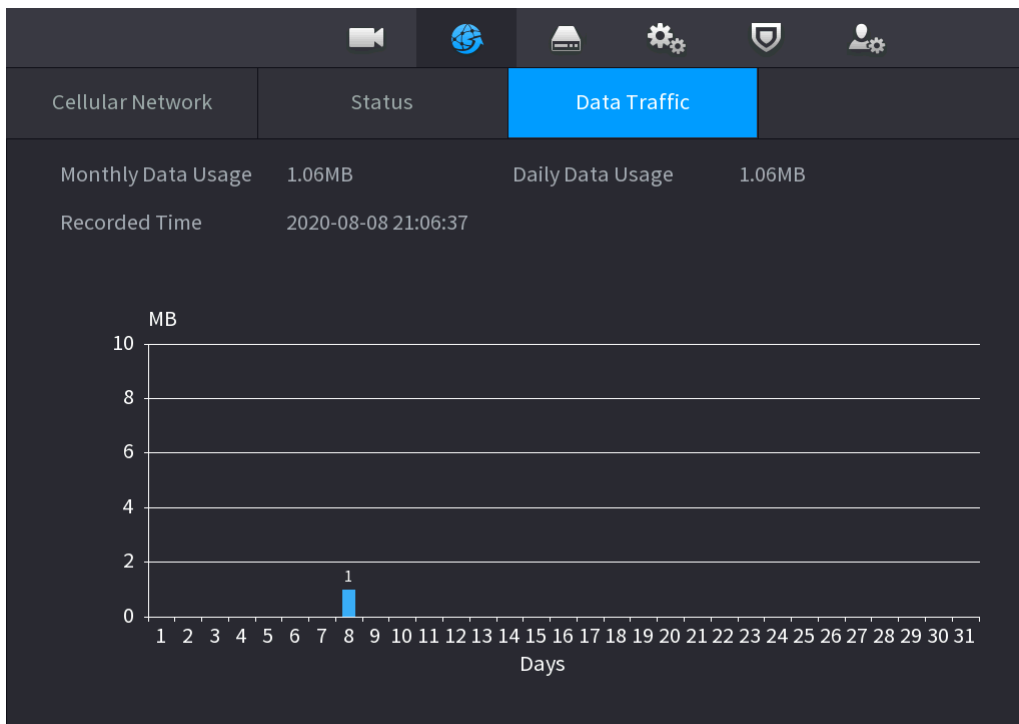 Cellular Network Status Data Traffic
Monthly Data Usage 1.06MB Daily Data Usage 1.06MB
Recorded Time 2020-08-08 21:06:37
MB
10
8
6
4
2
1
0
1 2 3 4 5 6 7 8 9 10 11 12 13 14 15 16 17 18 19 20 21 22 23 24 25 26 27 28 29 30 31
Days